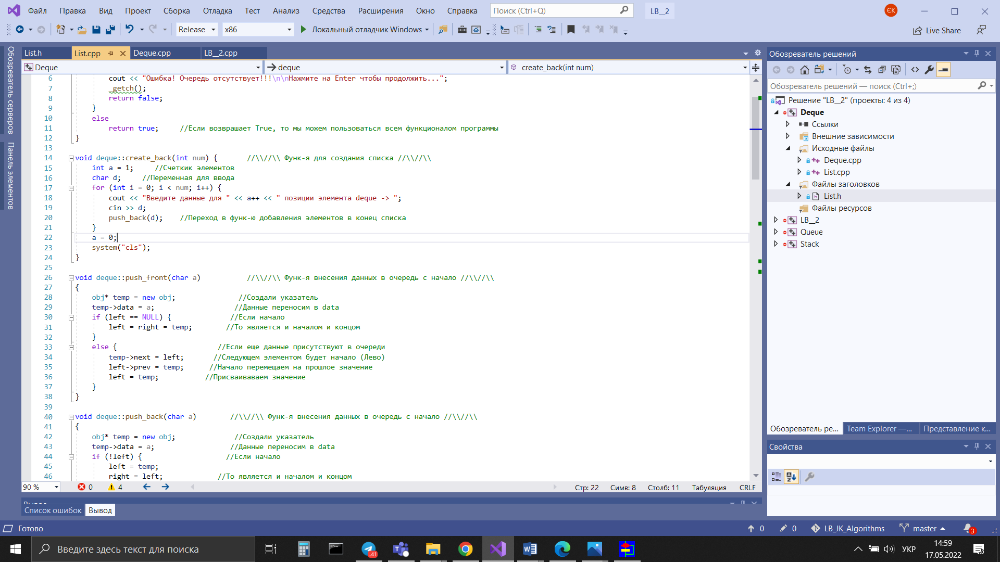 Файл Правка Вид Проект Сборка Отладка Тест Анализ Средства Расширения Окно Справка Поиск (Ctrl+Q) LB__2 ЄК
Release x86 Локальный отладчик Windows Live Share
Обозреватель серверов
Панель элементов
List.h List.cpp Deque.cpp LB__2.cpp
Deque deque create_back(int num)
6 cout << "Ошибка! Очередь отсутствует!!!\n\nНажмите на Enter чтобы продолжить...";
7 _getch();
8 return false;
9 }
10 else
11 return true; //Если возврашает True, то мы можем пользоваться всем функционалом программы
12 }
13
14 void deque::create_back(int num) { //\\//\\ Функ-я для создания списка //\\//\\
15 int a = 1; //Счеткик элементов
16 char d; //Переменная для ввода
17 for (int i = 0; i < num; i++) {
18 cout << "Введите данные для " << a++ << " позиции элемента deque -> ";
19 cin >> d;
20 push_back(d); //Переход в функ-ю добавления элементов в конец списка
21 }
22 a = 0;
23 system("cls");
24 }
25
26 void deque::push_front(char a) //\\//\\ Функ-я внесения данных в очередь с начало //\\//\\
27 {
28 obj* temp = new obj; //Создали указатель
29 temp->data = a; //Данные переносим в data
30 if (left == NULL) { //Если начало
31 left = right = temp; //То является и началом и концом
32 }
33 else { //Если еще данные присутствуют в очереди
34 temp->next = left; //Следующем элементом будет начало (Лево)
35 left->prev = temp; //Начало перемещаем на прошлое значение
36 left = temp; //Присваиваваем значение
37 }
38 }
39
40 void deque::push_back(char a) //\\//\\ Функ-я внесения данных в очередь с начало //\\//\\
41 {
42 obj* temp = new obj; //Создали указатель
43 temp->data = a; //Данные переносим в data
44 if (!left) { //Если начало
45 left = temp;
46 right = left; //То является и началом и концом
90 % 0 4 Стр: 22 Симв: 8 Столб: 11 Табуляция CRLF
Список ошибок Вывод
Обозреватель решений
Обозреватель решений — поиск (Ctrl+;)
Решение "LB__2" (проекты: 4 из 4)
Deque
Ссылки
Внешние зависимости
Исходные файлы
Deque.cpp
List.cpp
Файлы заголовков
List.h
Файлы ресурсов
LB__2
Queue
Stack
Обозреватель ре... Team Explorer —... Представление к...
Свойства
Готово 0 0 LB_JK_Algorithms master 3
Введите здесь текст для поиска 41 УКР 14:59
17.05.2022